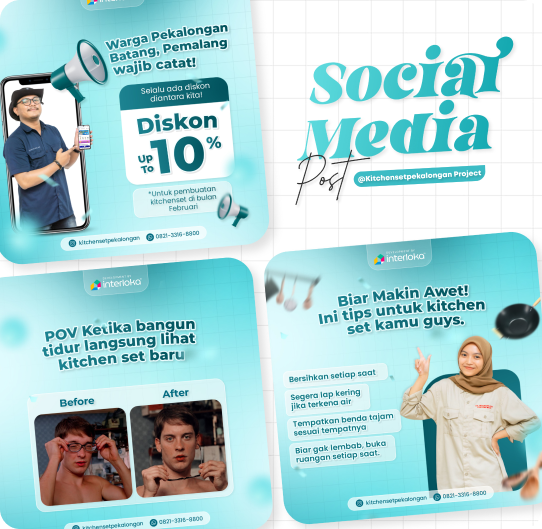 Warga Pekalongan
Batang, Pemalang
wajib catat!
Selalu ada diskon
diantara kita!
Diskon
Up To 10%
*Untuk pembuatan
kitchenset di bulan
Februari
kitchensetpekalongan 0821-3316-8800
Social
Media
Post
@Kitchensetpekalongan Project
interloka
POV Ketika bangun
tidur langsung lihat
kitchen set baru
Before
After
kitchensetpekalongan 0821-3316-8800
interloka
Biar Makin Awet!
Ini tips untuk kitchen
set kamu guys.
Bersihkan setiap saat
Segera lap kering
jika terkena air
Tempatkan benda tajam
sesuai tempatnya
Biar gak lembab, buka
ruangan setiap saat.
kitchensetpekalongan 0821-3316-8800